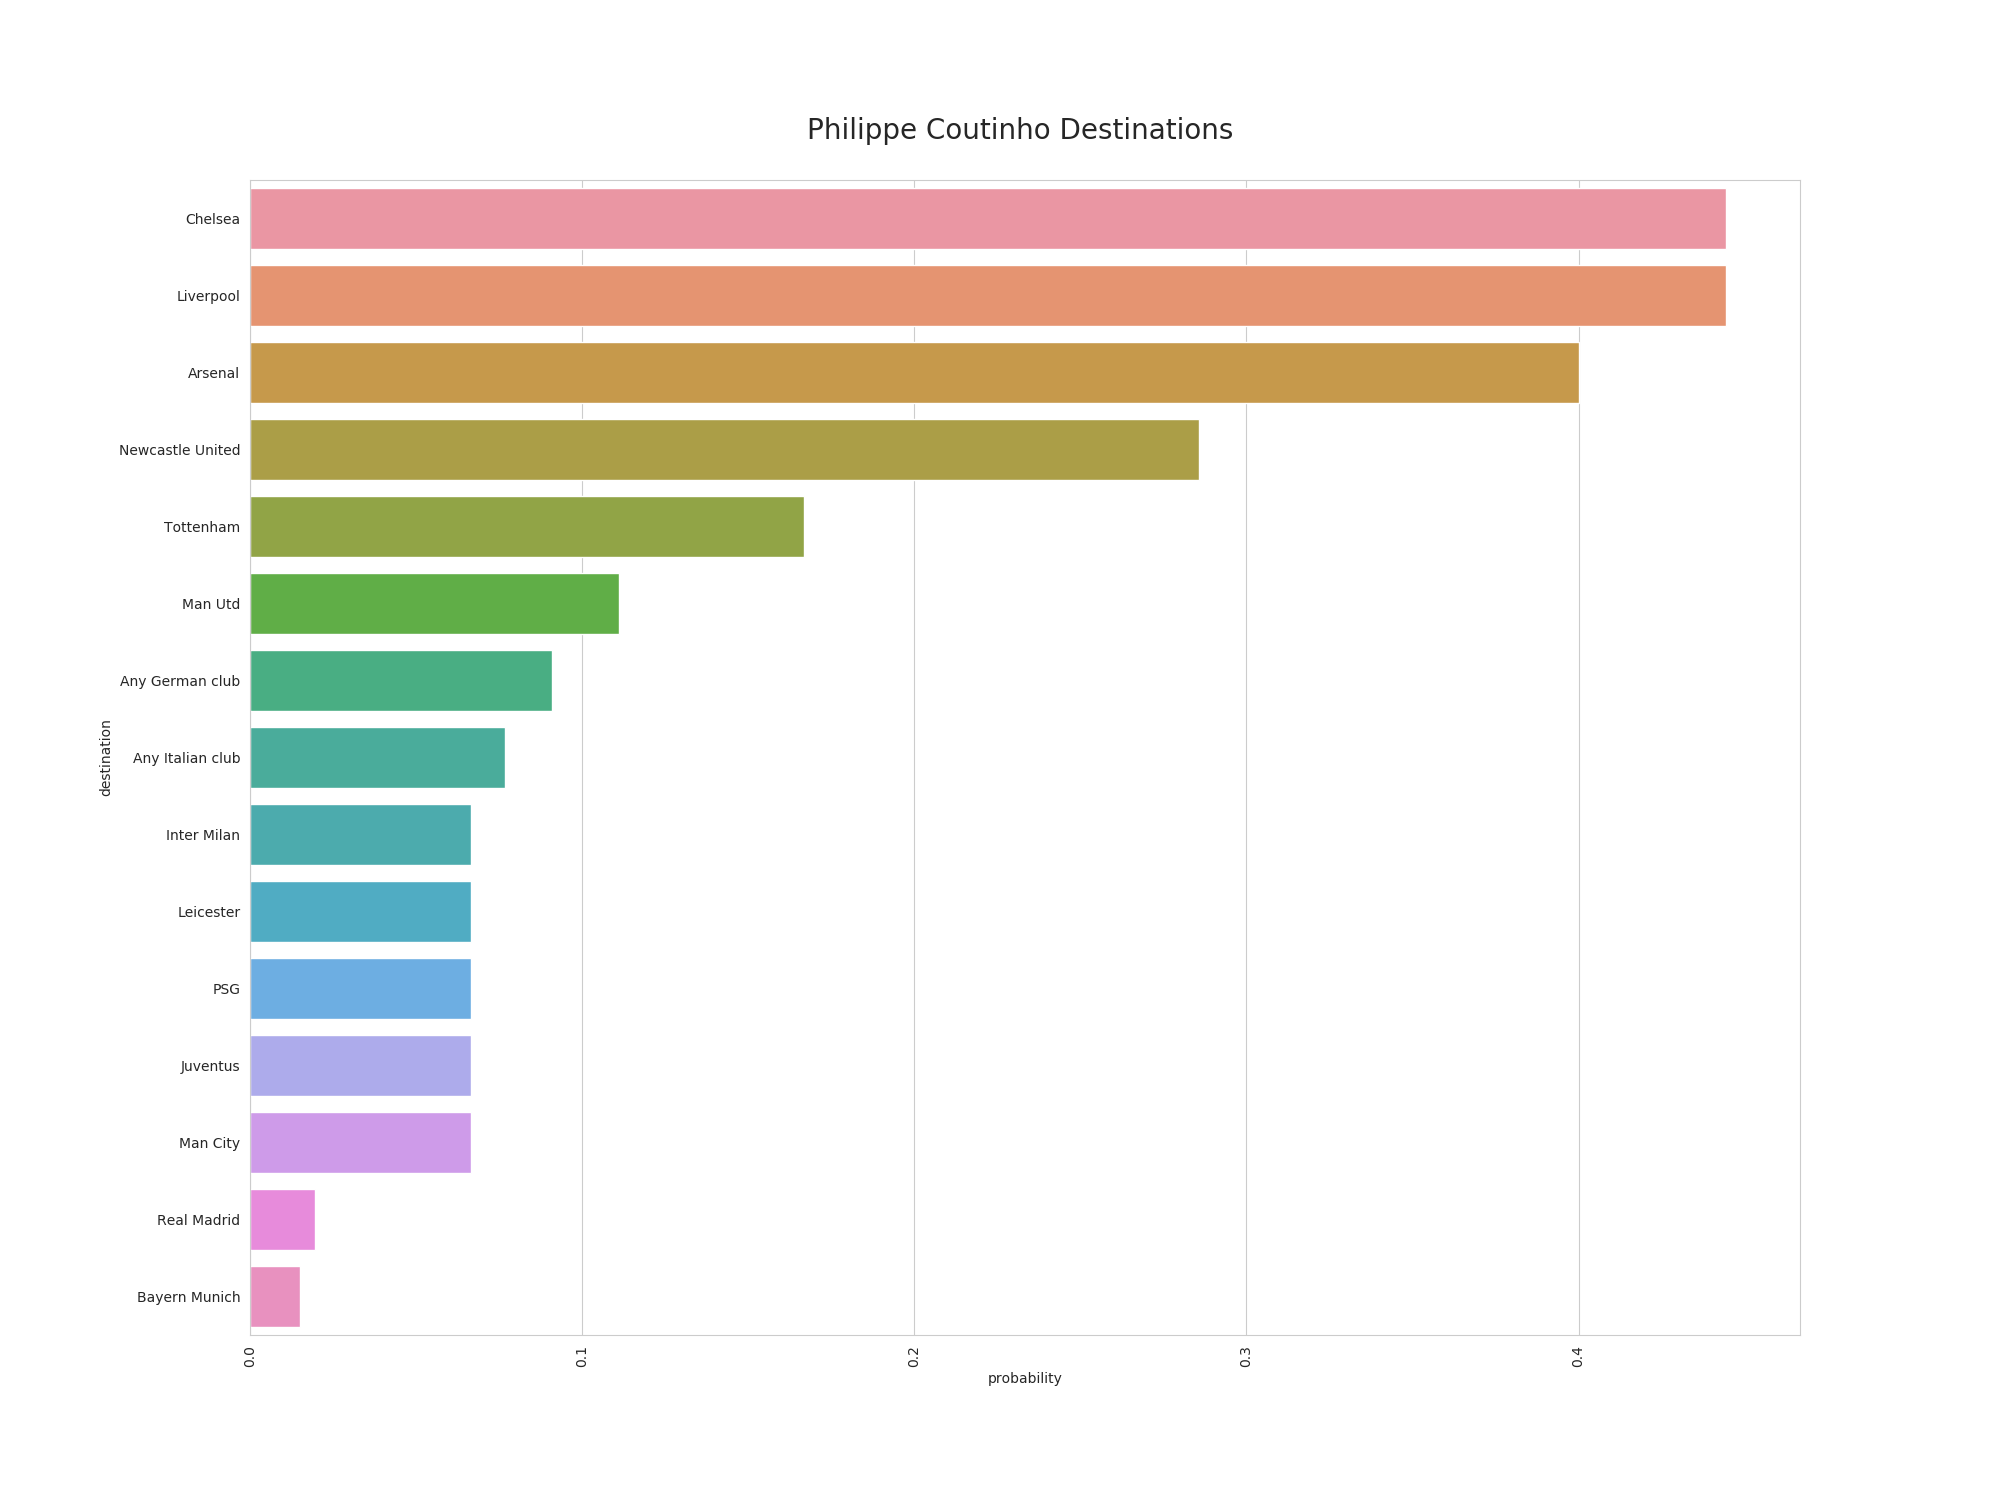 Philippe Coutinho Destinations
Chelsea
Liverpool
Arsenal
Newcastle United
Tottenham
Man Utd
Any German club
Any Italian club
Inter Milan
Leicester
PSG
Juventus
Man City
Real Madrid
Bayern Munich
destination
0.0
0.1
0.2
0.3
0.4
probability